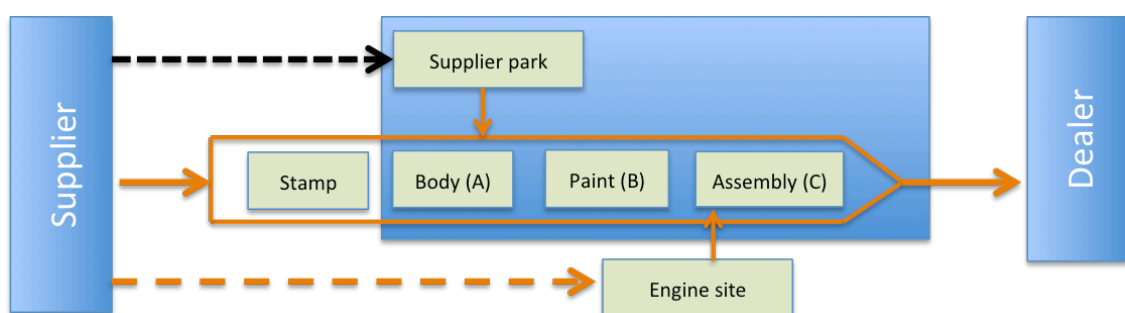 Supplier
Supplier park
Stamp
Body (A)
Paint (B)
Assembly (C)
Engine site
Dealer